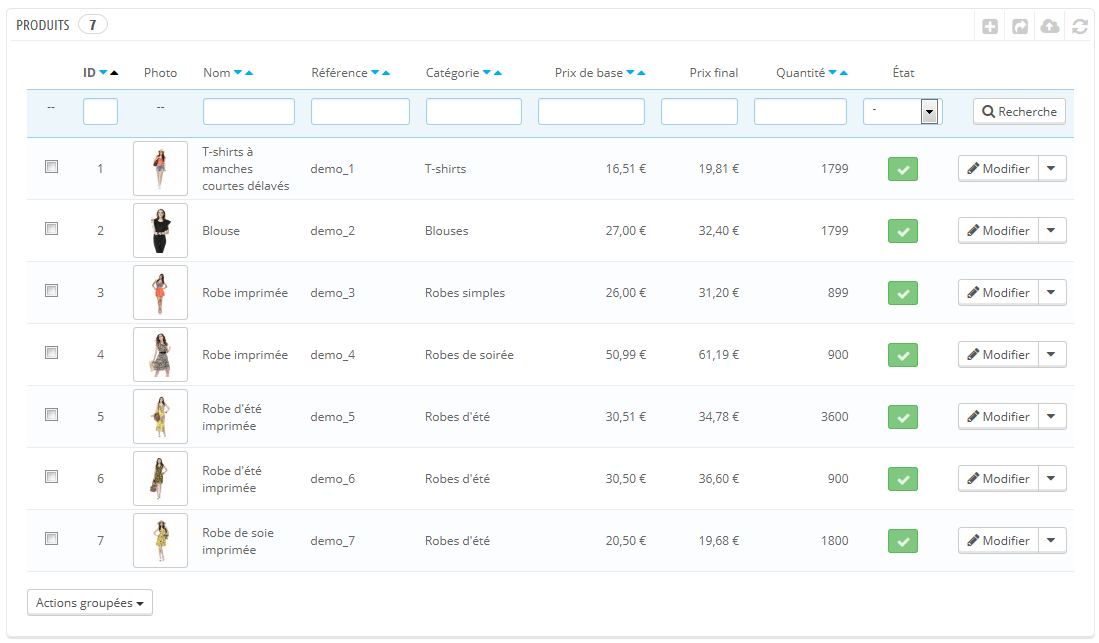 PRODUITS 7
ID Photo Nom Référence Catégorie Prix de base Prix final Quantité État
-- -- - Recherche
1 T-shirts à manches courtes délavés demo_1 T-shirts 16,51 € 19,81 € 1799 Modifier
2 Blouse demo_2 Blouses 27,00 € 32,40 € 1799 Modifier
3 Robe imprimée demo_3 Robes simples 26,00 € 31,20 € 899 Modifier
4 Robe imprimée demo_4 Robes de soirée 50,99 € 61,19 € 900 Modifier
5 Robe d'été imprimée demo_5 Robes d'été 30,51 € 34,78 € 3600 Modifier
6 Robe d'été imprimée demo_6 Robes d'été 30,50 € 36,60 € 900 Modifier
7 Robe de soie imprimée demo_7 Robes d'été 20,50 € 19,68 € 1800 Modifier
Actions groupées